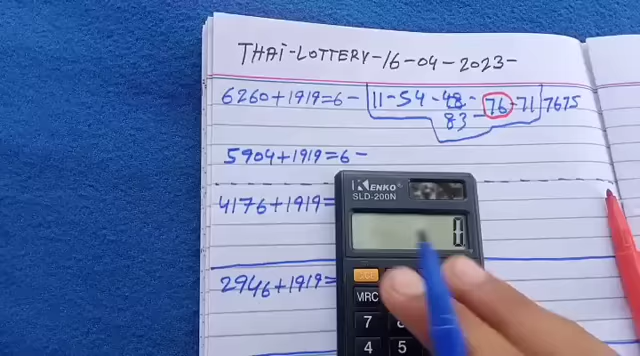 THAI-LOTTERY-16-04-2023-
6260+1919=6- 11-54-48- 76-71 7675
83-
5904+1919=6-
KENKO
SLD-200N
4176+1919=
0
2946+1919=
MRC
7 8
4 5